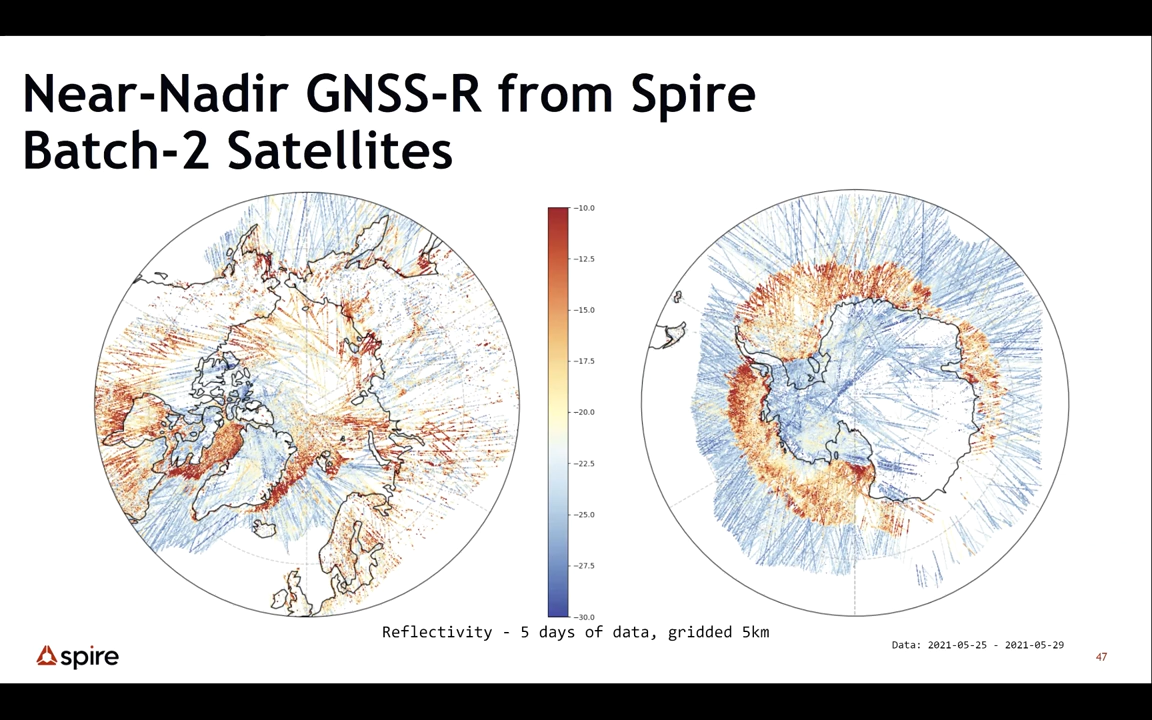 Near-Nadir GNSS-R from Spire
Batch-2 Satellites
−10.0
−12.5
−15.0
−17.5
−20.0
−22.5
−25.0
−27.5
−30.0
Reflectivity - 5 days of data, gridded 5km
Data: 2021-05-25 - 2021-05-29
spire
47